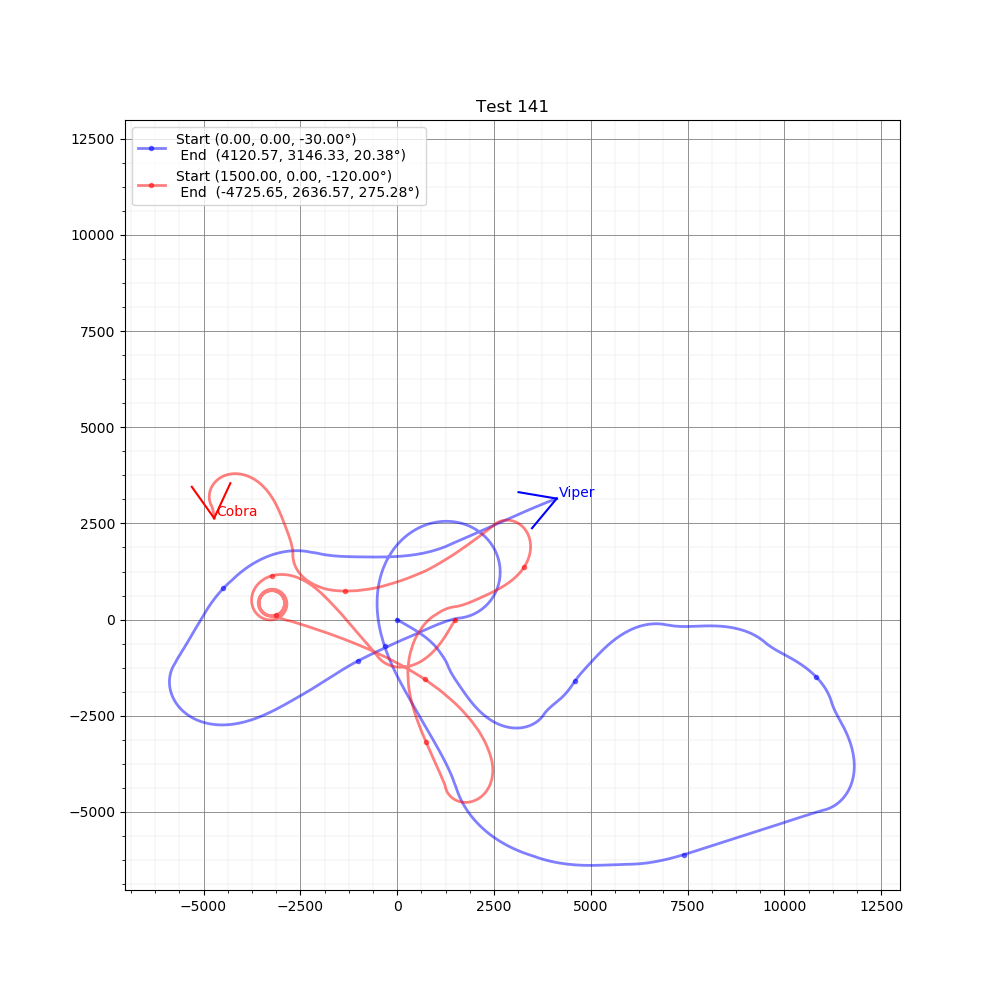 Test 141
Start (0.00, 0.00, -30.00°)
End (4120.57, 3146.33, 20.38°)
Start (1500.00, 0.00, -120.00°)
End (-4725.65, 2636.57, 275.28°)
12500
10000
7500
5000
2500
0
−2500
−5000
Viper
Cobra
−5000 −2500 0 2500 5000 7500 10000 12500